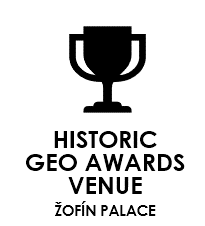 HISTORIC
GEO AWARDS
VENUE
ŽOFÍN PALACE